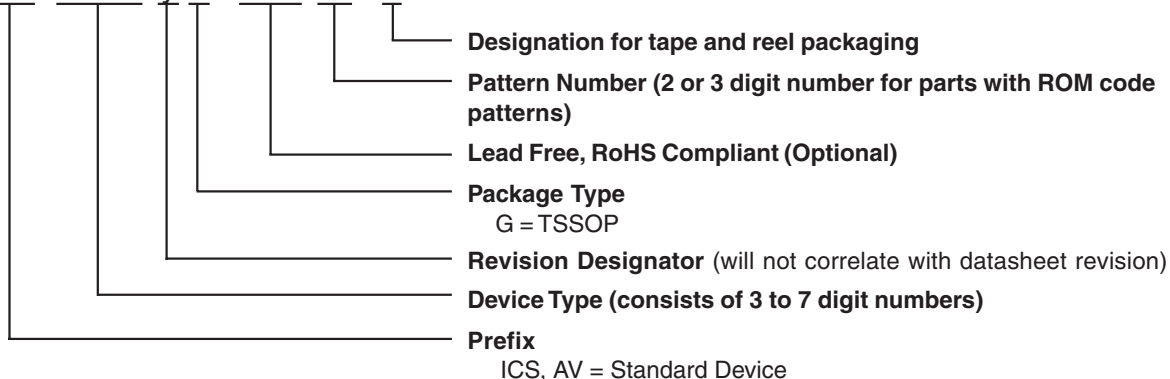 Designation for tape and reel packaging
Pattern Number (2 or 3 digit number for parts with ROM code
patterns)
Lead Free, RoHS Compliant (Optional)
Package Type
G = TSSOP
Revision Designator (will not correlate with datasheet revision)
Device Type (consists of 3 to 7 digit numbers)
Prefix
ICS, AV = Standard Device